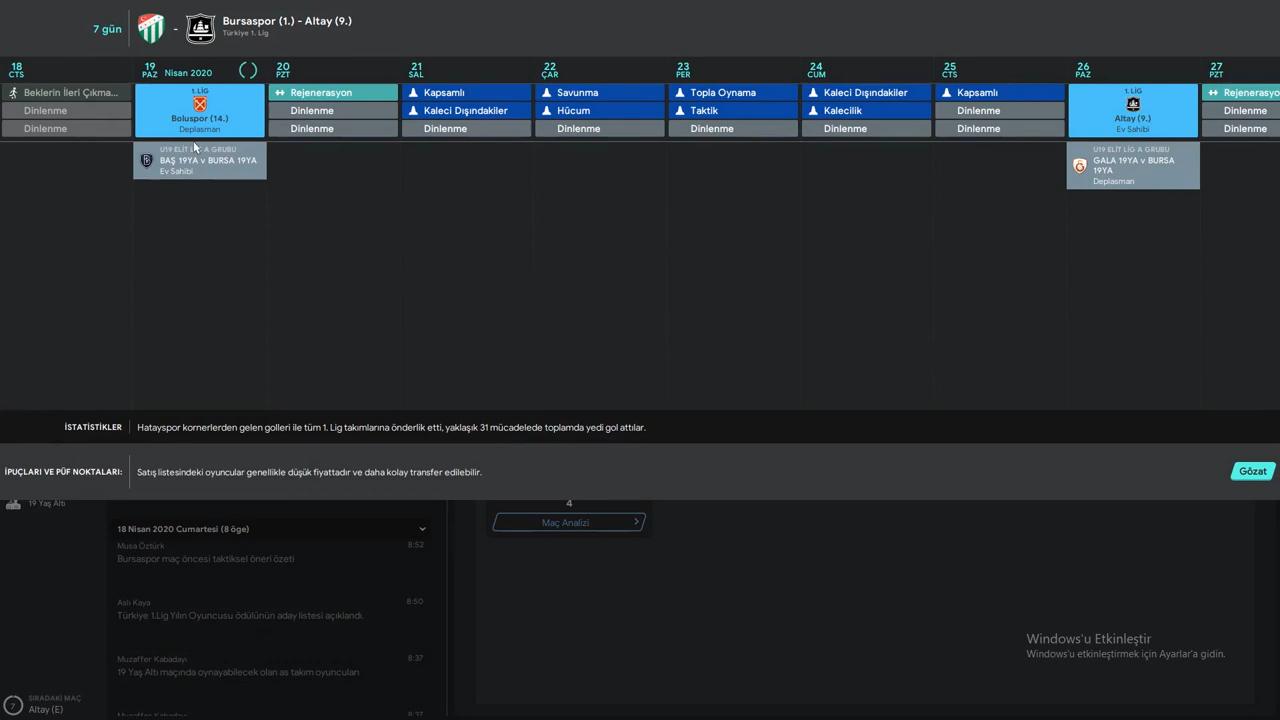 7 gün
-
Bursaspor (1.) - Altay (9.)
Türkiye 1. Lig
18
CTS
19
PAZ
Nisan 2020
20
PZT
21
SAL
22
ÇAR
23
PER
24
CUM
25
CTS
26
PAZ
27
PZT
Beklerin İleri Çıkma...
Dinlenme
Dinlenme
1. LİG
Boluspor (14.)
Deplasman
Rejenerasyon
Dinlenme
Dinlenme
Kapsamlı
Kaleci Dışındakiler
Dinlenme
Savunma
Hücum
Dinlenme
Topla Oynama
Taktik
Dinlenme
Kaleci Dışındakiler
Kalecilik
Dinlenme
Kapsamlı
Dinlenme
Dinlenme
1. LİG
Altay (9.)
Ev Sahibi
Rejenerasyo
Dinlenme
Dinlenme
U19 ELİT LİG A GRUBU
BAŞ 19YA v BURSA 19YA
Ev Sahibi
U19 ELİT LİG A GRUBU
GALA 19YA v BURSA
19YA
Deplasman
İSTATİSTİKLER
Hatayspor kornerlerden gelen golleri ile tüm 1. Lig takımlarına önderlik etti, yaklaşık 31 mücadelede toplamda yedi gol attılar.
İPUÇLARI VE PÜF NOKTALARI:
Satış listesindeki oyuncular genellikle düşük fiyattadır ve daha kolay transfer edilebilir.
Gözat
19 Yaş Altı
4
18 Nisan 2020 Cumartesi (8 öge)
Maç Analizi
Musa Öztürk
8:52
Bursaspor maç öncesi taktiksel öneri özeti
Aslı Kaya
8:50
Türkiye 1.Lig Yılın Oyuncusu ödülünün aday listesi açıklandı.
Muzaffer Kabadayı
8:37
19 Yaş Altı maçında oynayabilecek olan as takım oyuncuları
Muzaffer Kabadayı
8:37
Windows'u Etkinleştir
Windows'u etkinleştirmek için Ayarlar'a gidin.
7
SIRADAKİ MAÇ
Altay (E)